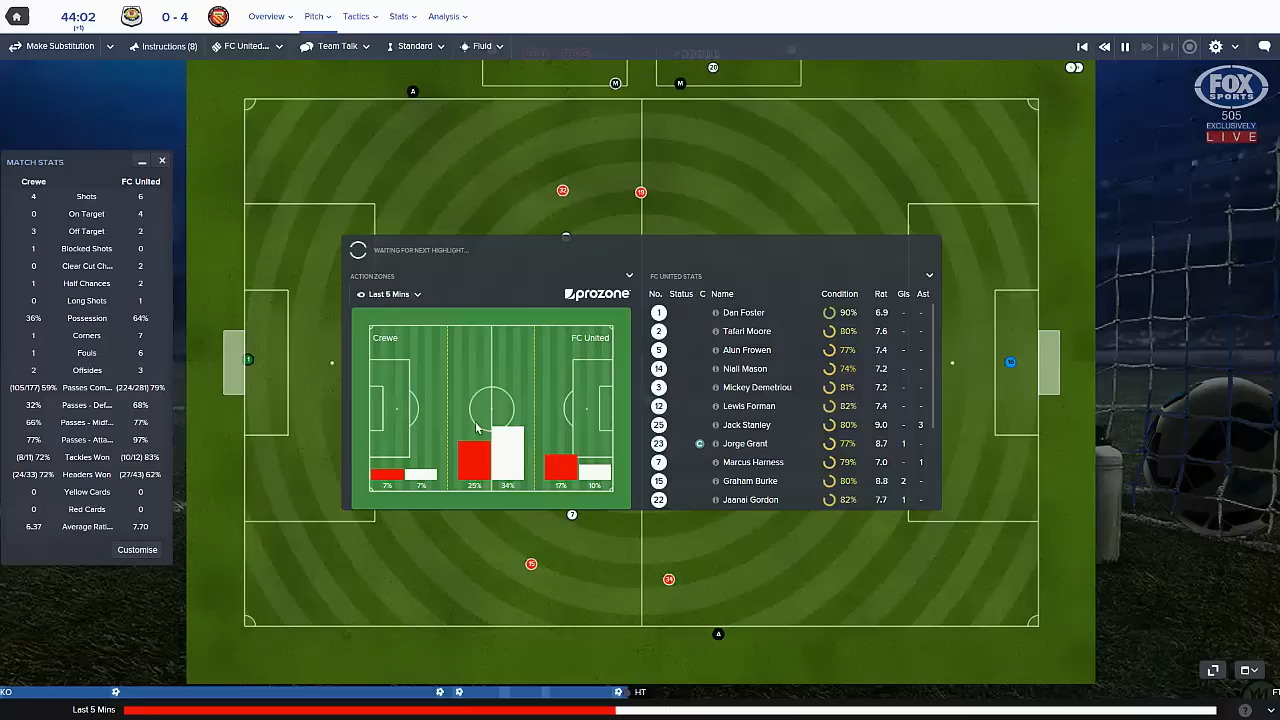 44:02
(+1)
0 - 4
Overview
Pitch
Tactics
Stats
Analysis
Make Substitution
Instructions (8)
FC United...
Team Talk
Standard
Fluid
A
M
M
20
FOX
SPORTS
505
EXCLUSIVELY
LIVE
MATCH STATS
Crewe FC United
4 Shots 6
0 On Target 4
3 Off Target 2
1 Blocked Shots 0
0 Clear Cut Ch... 2
1 Half Chances 2
0 Long Shots 1
36% Possession 64%
1 Corners 7
1 Fouls 6
2 Offsides 3
(105/177) 59% Passes Com... (224/281) 79%
32% Passes - Def... 68%
66% Passes - Midf... 77%
77% Passes - Atta... 97%
(8/11) 72% Tackles Won (10/12) 83%
(24/33) 72% Headers Won (27/43) 62%
0 Yellow Cards 0
0 Red Cards 0
6.37 Average Rati... 7.70
Customise
32
19
WAITING FOR NEXT HIGHLIGHT...
ACTION ZONES
Last 5 Mins
prozone
Crewe FC United
7% 7% 25% 34% 17% 10%
FC UNITED STATS
No. Status C Name Condition Rat Gls Ast
1 Dan Foster 90% 6.9 - -
2 Tafari Moore 80% 7.6 - -
5 Alun Frowen 77% 7.4 - -
14 Niall Mason 74% 7.2 - -
3 Mickey Demetriou 81% 7.2 - -
12 Lewis Forman 82% 7.4 - -
25 Jack Stanley 80% 9.0 - 3
23 C Jorge Grant 77% 8.7 1 -
7 Marcus Harness 79% 7.0 - 1
15 Graham Burke 80% 8.8 2 -
22 Jaanai Gordon 82% 7.7 1 -
1
7
15
34
A
KO
HT
Last 5 Mins